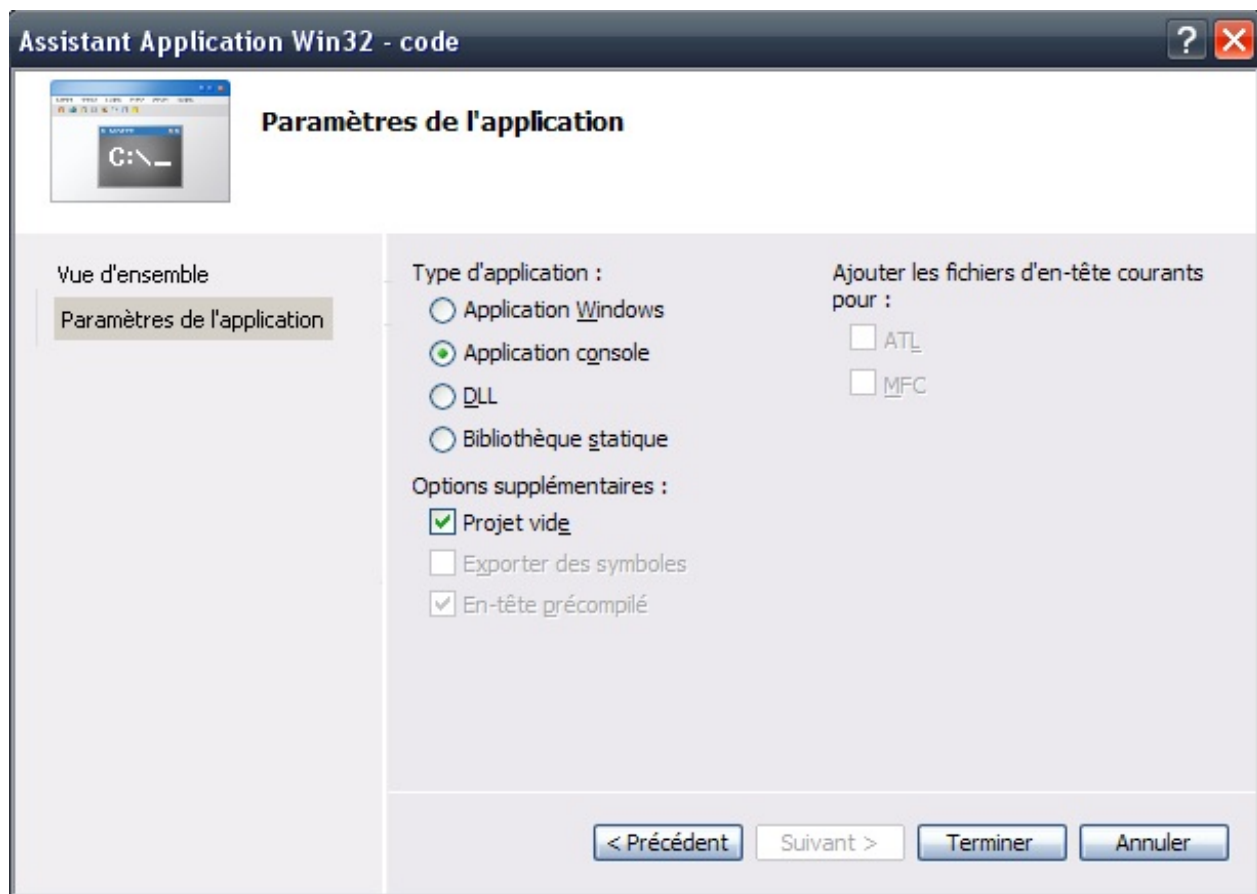 Assistant Application Win32 - code
C:\_
Paramètres de l'application
Vue d'ensemble
Paramètres de l'application
Type d'application :
Application Windows
Application console
DLL
Bibliothèque statique
Options supplémentaires :
Projet vide
Exporter des symboles
En-tête précompilé
Ajouter les fichiers d'en-tête courants
pour :
ATL
MFC
< Précédent
Suivant >
Terminer
Annuler